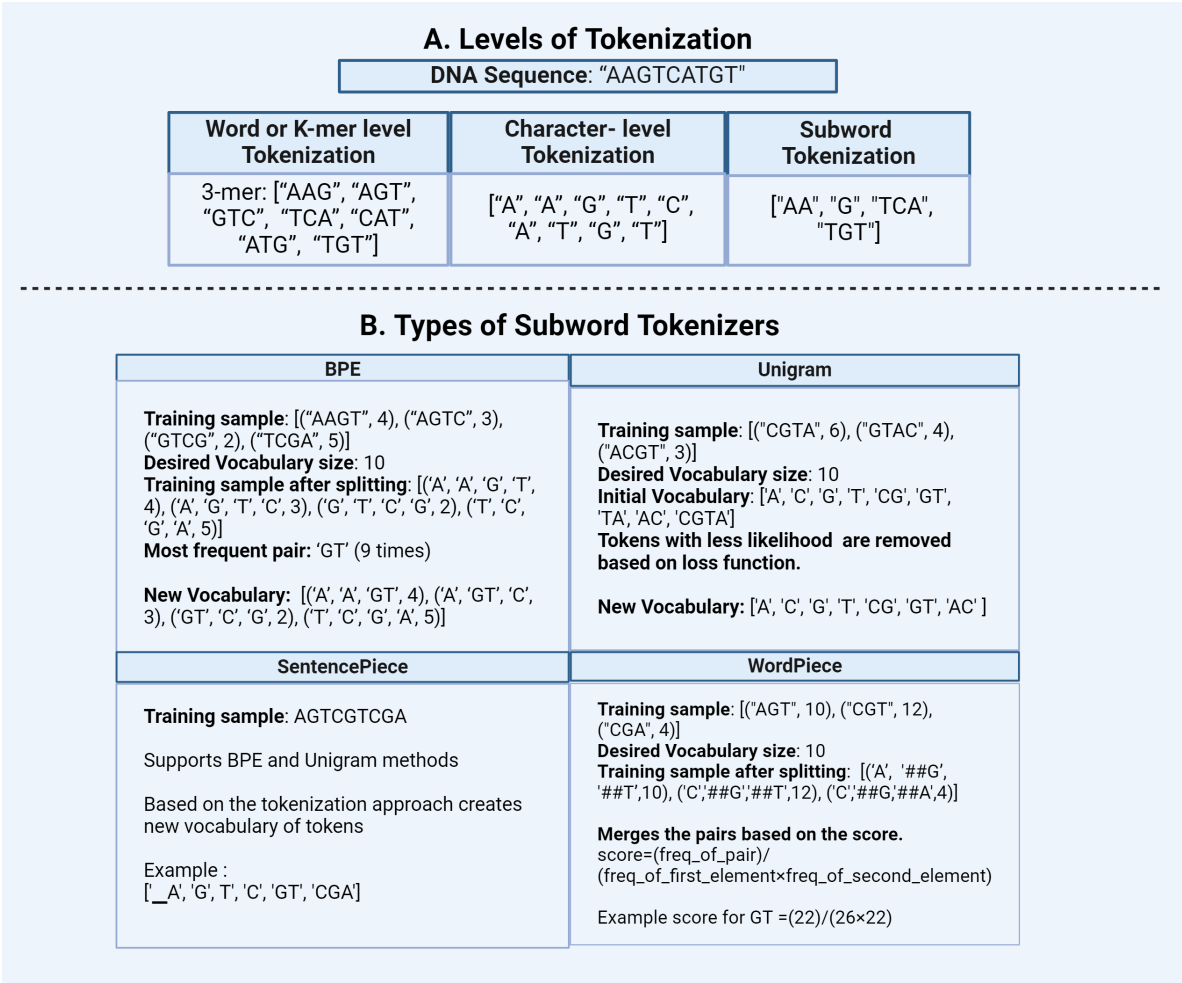 A. Levels of Tokenization
DNA Sequence: “AAGTCATGT"
Word or K-mer level
Tokenization
3-mer: [“AAG”, “AGT”,
“GTC”,  “TCA”, “CAT”,
“ATG”,  “TGT”]
Character- level
Tokenization
[“A”, “A”, “G”, “T”, “C”,
“A”, “T”, “G”, “T”]
Subword
Tokenization
["AA", "G", "TCA",
"TGT"]
B. Types of Subword Tokenizers
BPE
Training sample: [(“AAGT”, 4), (“AGTC”, 3),
(“GTCG”, 2), (“TCGA”, 5)]
Desired Vocabulary size: 10
Training sample after splitting: [(‘A’, ‘A’, ‘G’, ‘T’,
4), (‘A’, ‘G’, ‘T’, ‘C’, 3), (‘G’, ‘T’, ‘C’, ‘G’, 2), (‘T’, ‘C’,
‘G’, ‘A’, 5)]
Most frequent pair: ‘GT’ (9 times)
New Vocabulary:  [(‘A’, ‘A’, ‘GT’, 4), (‘A’, ‘GT’, ‘C’,
3), (‘GT’, ‘C’, ‘G’, 2), (‘T’, ‘C’, ‘G’, ‘A’, 5)]
Unigram
Training sample: [("CGTA", 6), ("GTAC", 4),
("ACGT", 3)]
Desired Vocabulary size: 10
Initial Vocabulary: ['A', 'C', 'G', 'T', 'CG', 'GT',
'TA', 'AC', 'CGTA']
Tokens with less likelihood  are removed
based on loss function.
New Vocabulary: ['A', 'C', 'G', 'T', 'CG', 'GT', 'AC' ]
SentencePiece
Training sample: AGTCGTCGA
Supports BPE and Unigram methods
Based on the tokenization approach creates
new vocabulary of tokens
Example :
['▁A', 'G', T', 'C', 'GT', 'CGA']
WordPiece
Training sample: [("AGT", 10), ("CGT", 12),
("CGA", 4)]
Desired Vocabulary size: 10
Training sample after splitting:  [(‘A’,  '##G’,
'##T’,10), ('C','##G','##T',12), ('C','##G,'##A',4)]
Merges the pairs based on the score.
score=(freq_of_pair)/
(freq_of_first_element×freq_of_second_element)
Example score for GT =(22)/(26×22)